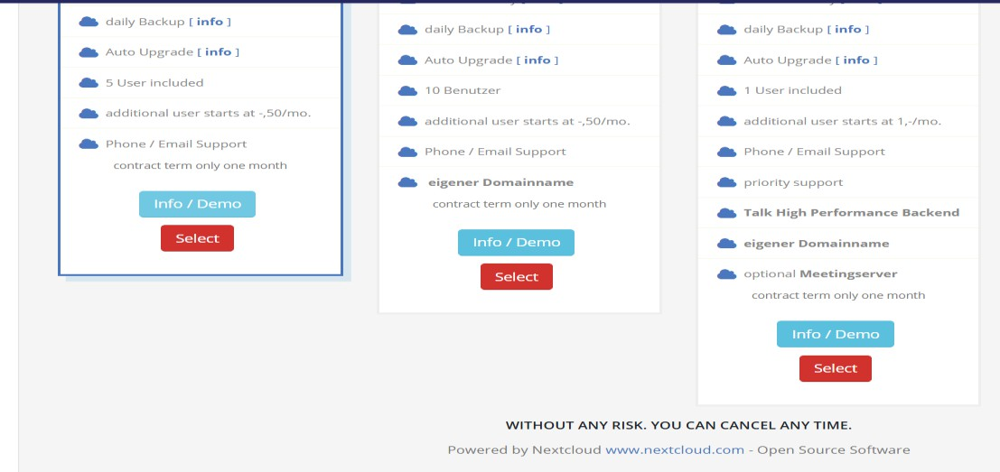 daily Backup [ info ]
Auto Upgrade [ info ]
5 User included
additional user starts at -,50/mo.
Phone / Email Support
contract term only one month
Info / Demo
Select
daily Backup [ info ]
Auto Upgrade [ info ]
10 Benutzer
additional user starts at -,50/mo.
Phone / Email Support
eigener Domainname
contract term only one month
Info / Demo
Select
daily Backup [ info ]
Auto Upgrade [ info ]
1 User included
additional user starts at 1,-/mo.
Phone / Email Support
priority support
Talk High Performance Backend
eigener Domainname
optional Meetingserver
contract term only one month
Info / Demo
Select
WITHOUT ANY RISK. YOU CAN CANCEL ANY TIME.
Powered by Nextcloud www.nextcloud.com - Open Source Software